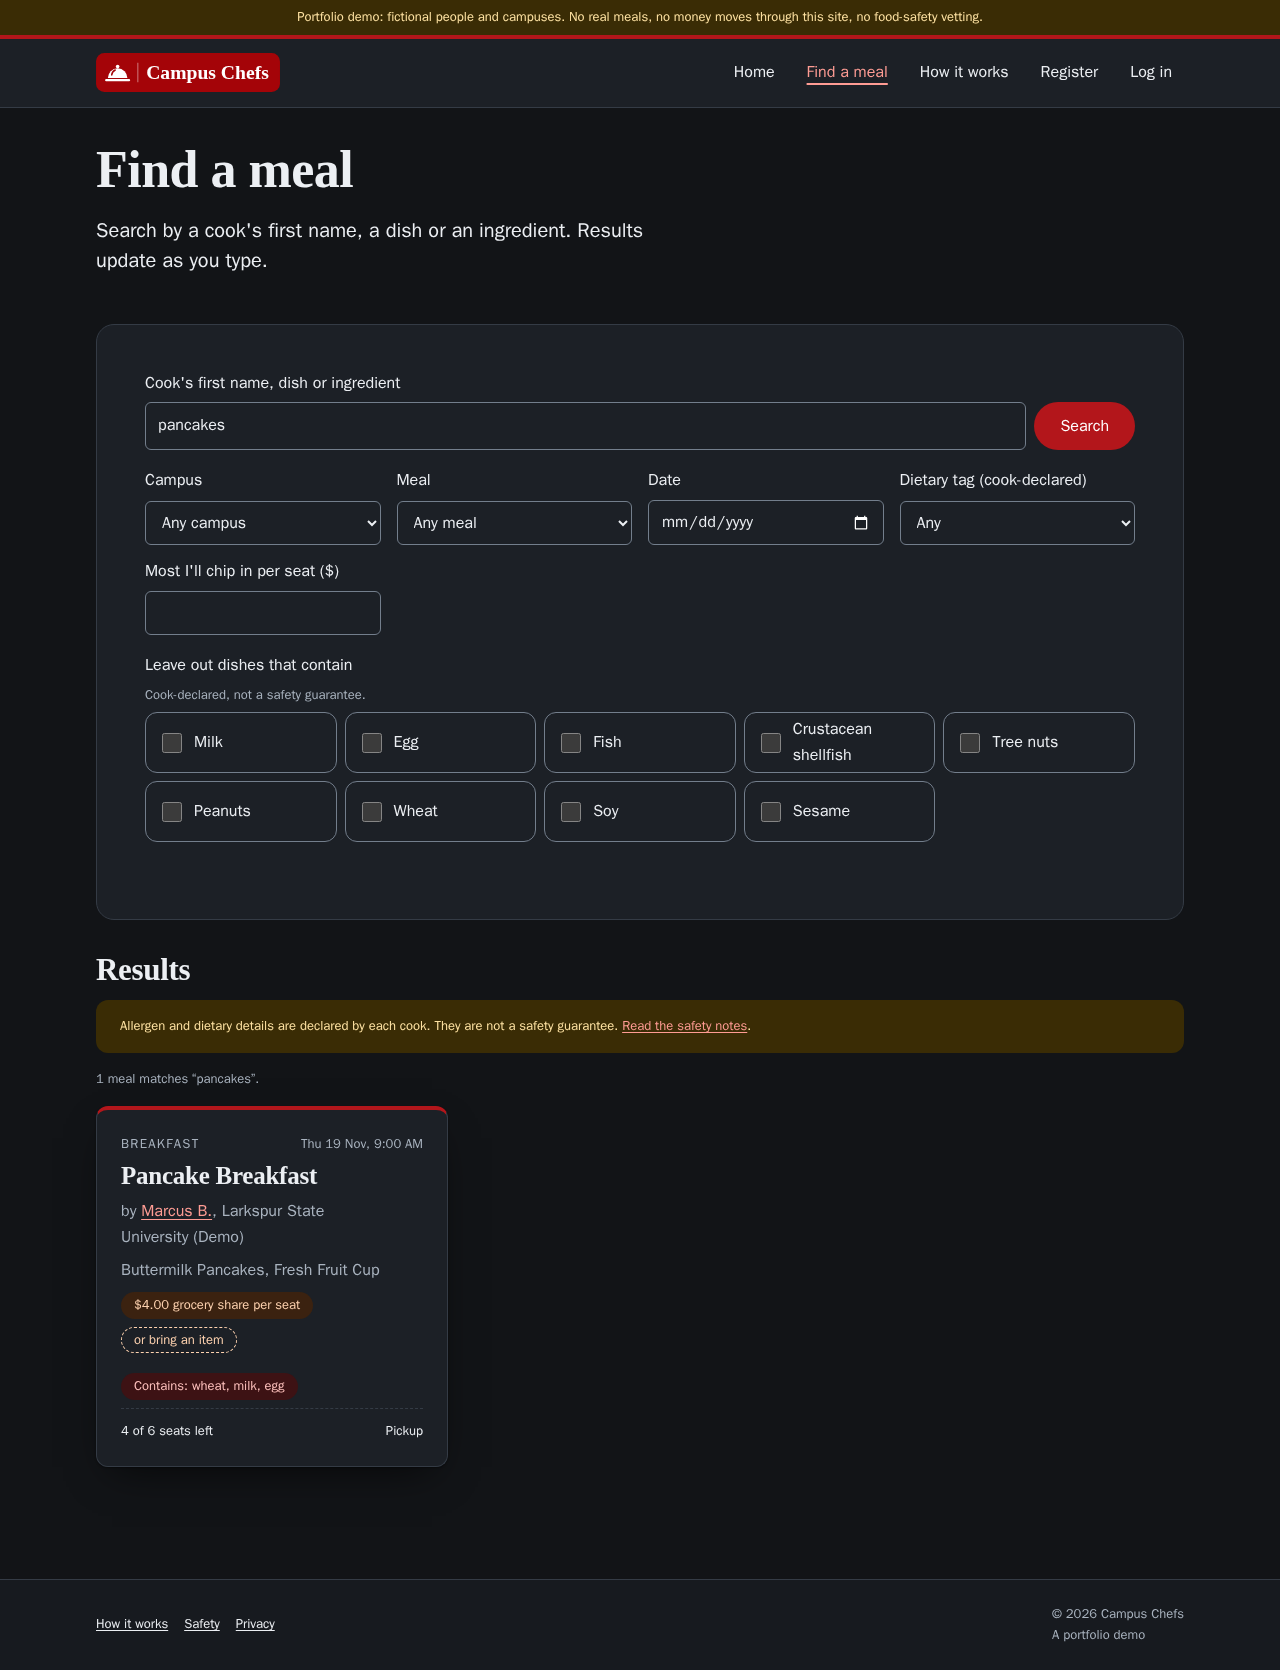 Portfolio demo: fictional people and campuses. No real meals, no money moves through this site, no food-safety vetting.
Campus Chefs
Home
Find a meal
How it works
Register
Log in
Find a meal
Search by a cook's first name, a dish or an ingredient. Results
update as you type.
Cook's first name, dish or ingredient
pancakes
Search
Campus
Meal
Date
Dietary tag (cook-declared)
Any campus
Any meal
mm/dd/yyyy
Any
Most I'll chip in per seat ($)
Leave out dishes that contain
Cook-declared, not a safety guarantee.
Milk
Egg
Fish
Crustacean
shellfish
Tree nuts
Peanuts
Wheat
Soy
Sesame
Results
Allergen and dietary details are declared by each cook. They are not a safety guarantee. Read the safety notes.
1 meal matches “pancakes”.
BREAKFAST
Thu 19 Nov, 9:00 AM
Pancake Breakfast
by Marcus B., Larkspur State
University (Demo)
Buttermilk Pancakes, Fresh Fruit Cup
$4.00 grocery share per seat
or bring an item
Contains: wheat, milk, egg
4 of 6 seats left
Pickup
How it works
Safety
Privacy
© 2026 Campus Chefs
A portfolio demo